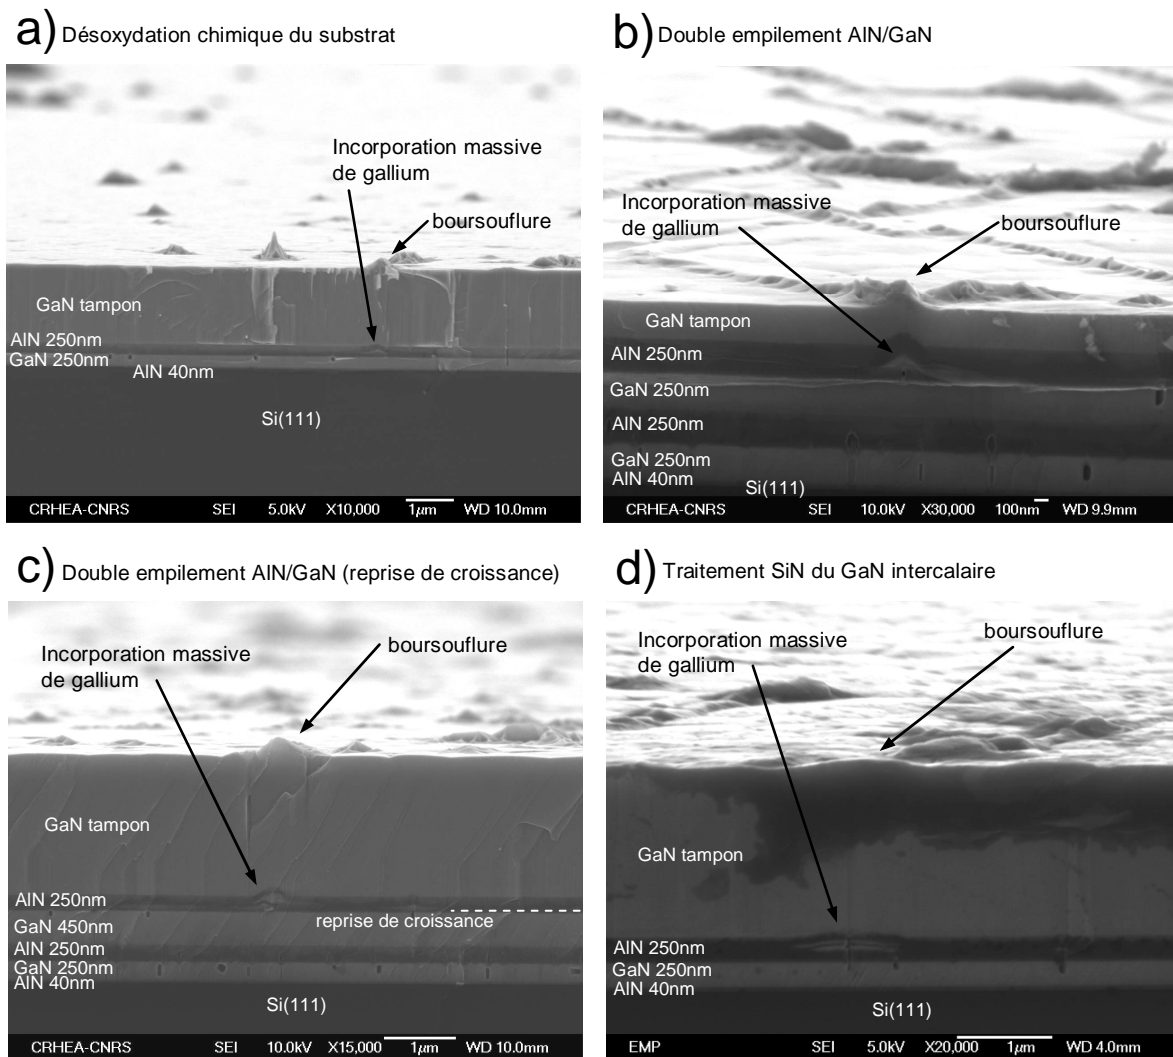 a) Désoxydation chimique du substrat
Incorporation massive
de gallium
boursouflure
GaN tampon
AlN 250nm
GaN 250nm
AlN 40nm
Si(111)
CRHEA-CNRS SEI 5.0kV X10,000 1µm WD 10.0mm
b) Double empilement AlN/GaN
Incorporation massive
de gallium
boursouflure
GaN tampon
AlN 250nm
GaN 250nm
AlN 250nm
GaN 250nm
AlN 40nm
Si(111)
CRHEA-CNRS SEI 10.0kV X30,000 100nm WD 9.9mm
c) Double empilement AlN/GaN (reprise de croissance)
Incorporation massive
de gallium
boursouflure
GaN tampon
AlN 250nm
reprise de croissance
GaN 450nm
AlN 250nm
GaN 250nm
AlN 40nm
Si(111)
CRHEA-CNRS SEI 10.0kV X15,000 1µm WD 10.0mm
d) Traitement SiN du GaN intercalaire
Incorporation massive
de gallium
boursouflure
GaN tampon
AlN 250nm
GaN 250nm
AlN 40nm
Si(111)
EMP SEI 5.0kV X20,000 1µm WD 4.0mm